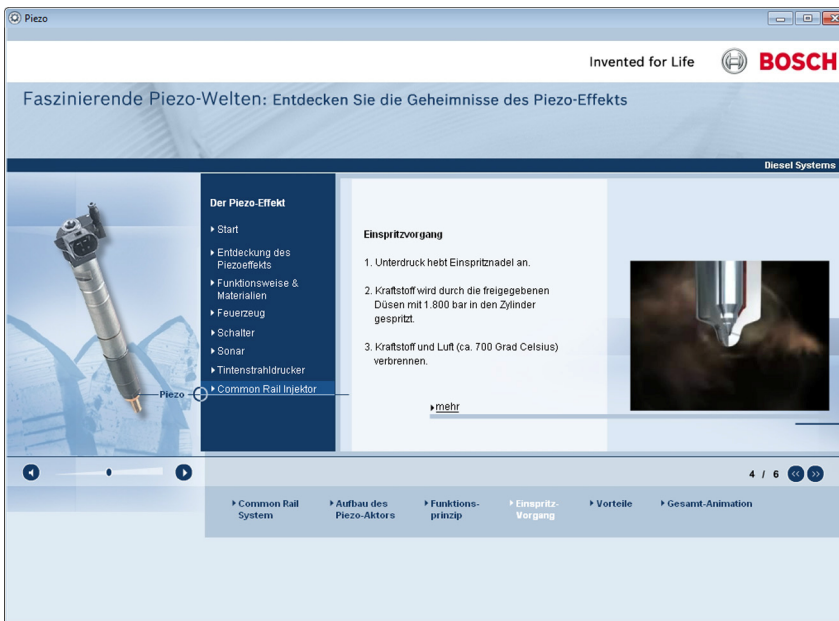 Piezo
Invented for Life
BOSCH
Faszinierende Piezo-Welten: Entdecken Sie die Geheimnisse des Piezo-Effekts
Diesel Systems
Der Piezo-Effekt
Start
Entdeckung des
Piezoeffekts
Funktionsweise &
Materialien
Feuerzeug
Schalter
Sonar
Tintenstrahldrucker
Common Rail Injektor
Piezo
Einspritzvorgang
1. Unterdruck hebt Einspritznadel an.
2. Kraftstoff wird durch die freigegebenen
Düsen mit 1.800 bar in den Zylinder
gespritzt.
3. Kraftstoff und Luft (ca. 700 Grad Celsius)
verbrennen.
mehr
4 / 6
Common Rail
System
Aufbau des
Piezo-Aktors
Funktions-
prinzip
Einspritz-
Vorgang
Vorteile
Gesamt-Animation